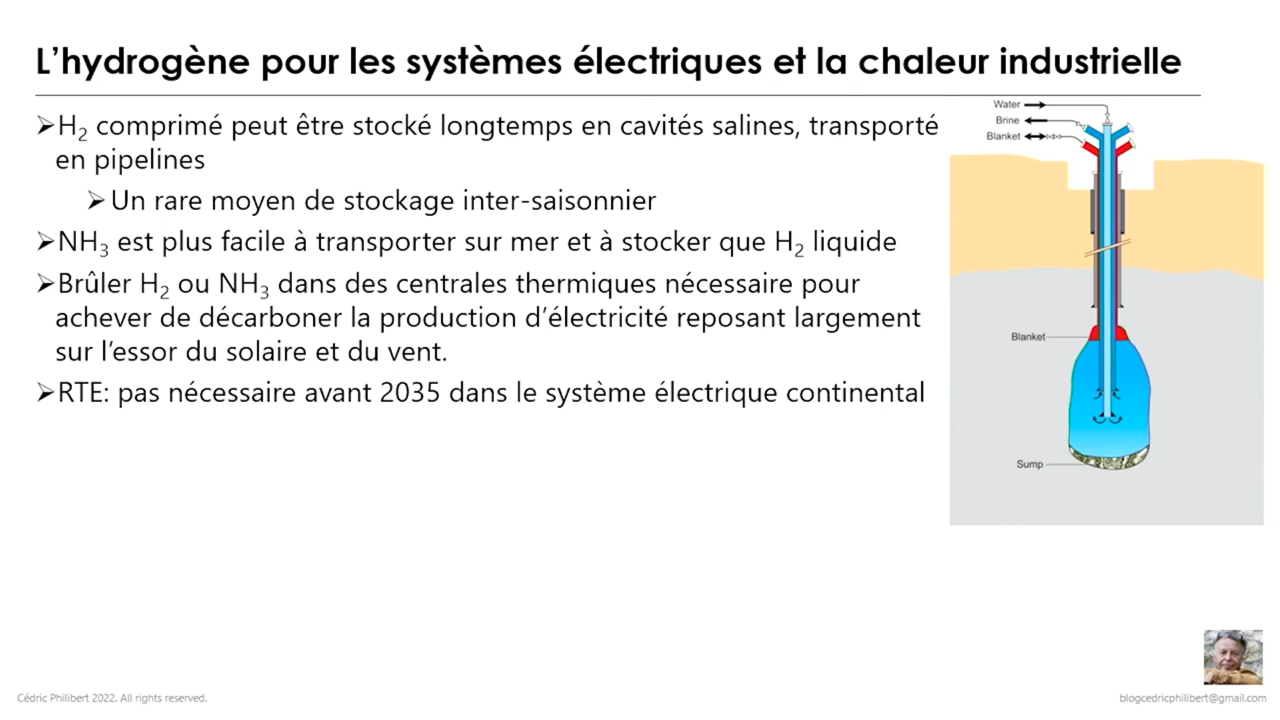 L’hydrogène pour les systèmes électriques et la chaleur industrielle
➢H₂ comprimé peut être stocké longtemps en cavités salines, transporté
en pipelines
➢Un rare moyen de stockage inter-saisonnier
➢NH₃ est plus facile à transporter sur mer et à stocker que H₂ liquide
➢Brûler H₂ ou NH₃ dans des centrales thermiques nécessaire pour
achever de décarboner la production d’électricité reposant largement
sur l’essor du solaire et du vent.
➢RTE: pas nécessaire avant 2035 dans le système électrique continental
Water
Brine
Blanket
Blanket
Sump
Cédric Philibert 2022. All rights reserved.
blogcedricphilibert@gmail.com